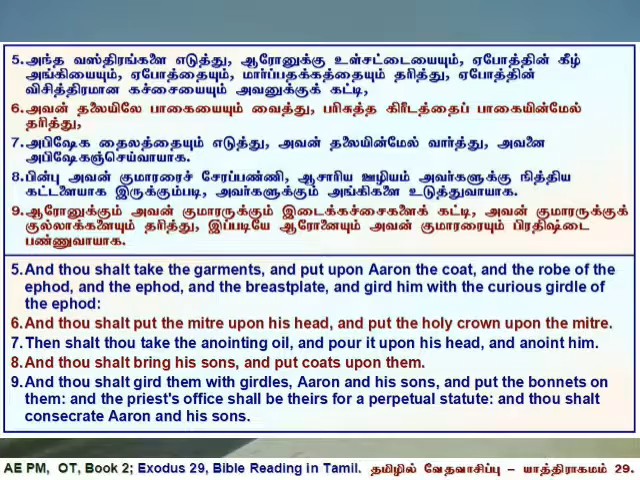 5.அந்த வஸ்திரங்களை எடுத்து, ஆரோனுக்கு உள்சட்டையையும், ஏபோத்தின் கீழ்
அங்கியையும், ஏபோத்தையும், மார்ப்பதக்கத்தையும் தரித்து, ஏபோத்தின்
விசித்திரமான கச்சையையும் அவனுக்குக் கட்டி,
6.அவன் தலையிலே பாகையையும் வைத்து, பரிசுத்த கிரீடத்தைப் பாகையின்மேல்
தரித்து,
7.அபிஷேக தைலத்தையும் எடுத்து, அவன் தலையின்மேல் வார்த்து, அவனை
அபிஷேகஞ்செய்வாயாக.
8.பின்பு அவன் குமாரரைச் சேரப்பண்ணி, ஆசாரிய ஊழியம் அவர்களுக்கு நித்திய
கட்டளையாக இருக்கும்படி, அவர்களுக்கும் அங்கிகளை உடுத்துவாயாக.
9.ஆரோனுக்கும் அவன் குமாரருக்கும் இடைக்கச்சைகளைக் கட்டி, அவன் குமாரருக்குக்
குல்லாக்களையும் தரித்து, இப்படியே ஆரோனையும் அவன் குமாரரையும் பிரதிஷ்டை
பண்ணுவாயாக.
5.And thou shalt take the garments, and put upon Aaron the coat, and the robe of the
ephod, and the ephod, and the breastplate, and gird him with the curious girdle of
the ephod:
6.And thou shalt put the mitre upon his head, and put the holy crown upon the mitre.
7.Then shalt thou take the anointing oil, and pour it upon his head, and anoint him.
8.And thou shalt bring his sons, and put coats upon them.
9.And thou shalt gird them with girdles, Aaron and his sons, and put the bonnets on
them: and the priest's office shall be theirs for a perpetual statute: and thou shalt
consecrate Aaron and his sons.
AE PM, OT, Book 2; Exodus 29, Bible Reading in Tamil. தமிழில் வேதவாசிப்பு – யாத்திராகமம் 29.